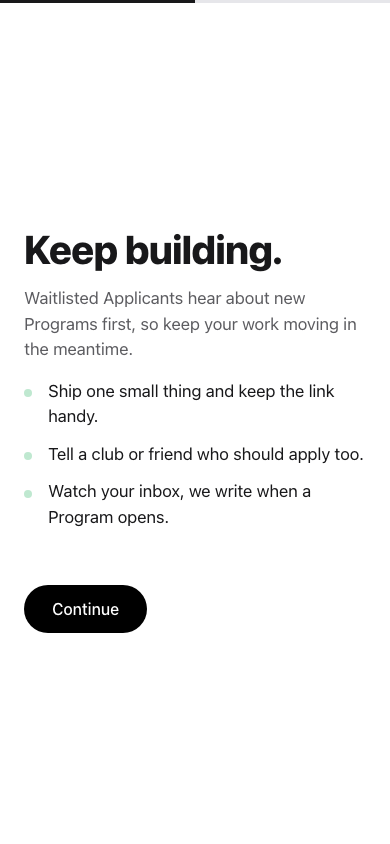 Keep building.
Waitlisted Applicants hear about new
Programs first, so keep your work moving in
the meantime.
Ship one small thing and keep the link
handy.
Tell a club or friend who should apply too.
Watch your inbox, we write when a
Program opens.
Continue